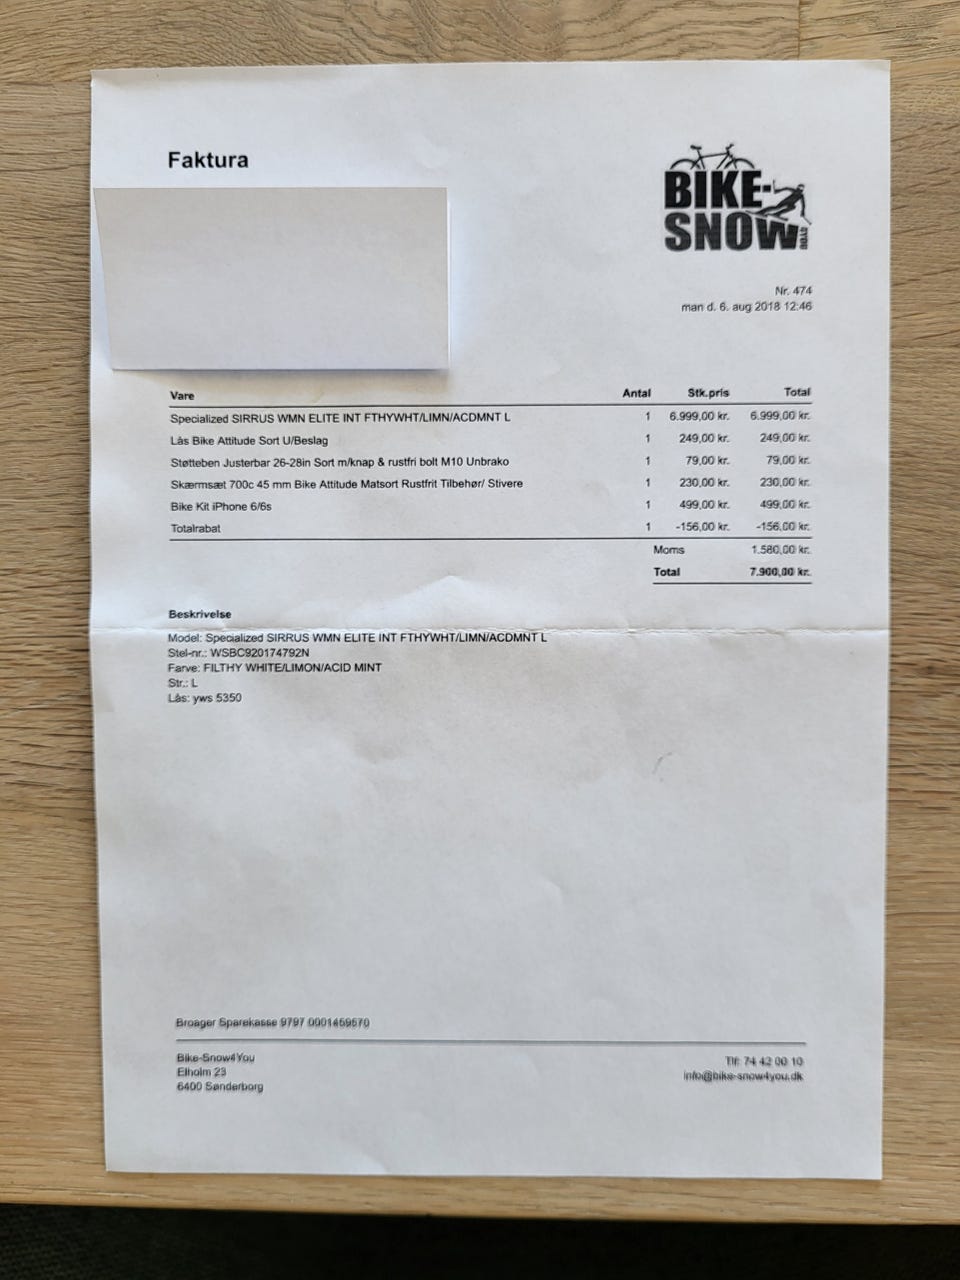 Faktura
BIKE-
SNOW
4YOU
Nr. 474
man d. 6. aug 2018 12:46
Vare Antal Stk.pris Total
Specialized SIRRUS WMN ELITE INT FTHYWHT/LIMN/ACDMNT L 1 6.999,00 kr. 6.999,00 kr.
Lås Bike Attitude Sort U/Beslag 1 249,00 kr. 249,00 kr.
Støtteben Justerbar 26-28in Sort m/knap & rustfri bolt M10 Unbrako 1 79,00 kr. 79,00 kr.
Skærmsæt 700c 45 mm Bike Attitude Matsort Rustfrit Tilbehør/ Stivere 1 230,00 kr. 230,00 kr.
Bike Kit iPhone 6/6s 1 499,00 kr. 499,00 kr.
Totalrabat 1 -156,00 kr. -156,00 kr.
Moms 1.580,00 kr.
Total 7.900,00 kr.
Beskrivelse
Model: Specialized SIRRUS WMN ELITE INT FTHYWHT/LIMN/ACDMNT L
Stel-nr.: WSBC920174792N
Farve: FILTHY WHITE/LIMON/ACID MINT
Str.: L
Lås: yws 5350
Broager Sparekasse 9797 0001459570
Bike-Snow4You
Elholm 23
6400 Sønderborg
Tlf: 74 42 00 10
info@bike-snow4you.dk